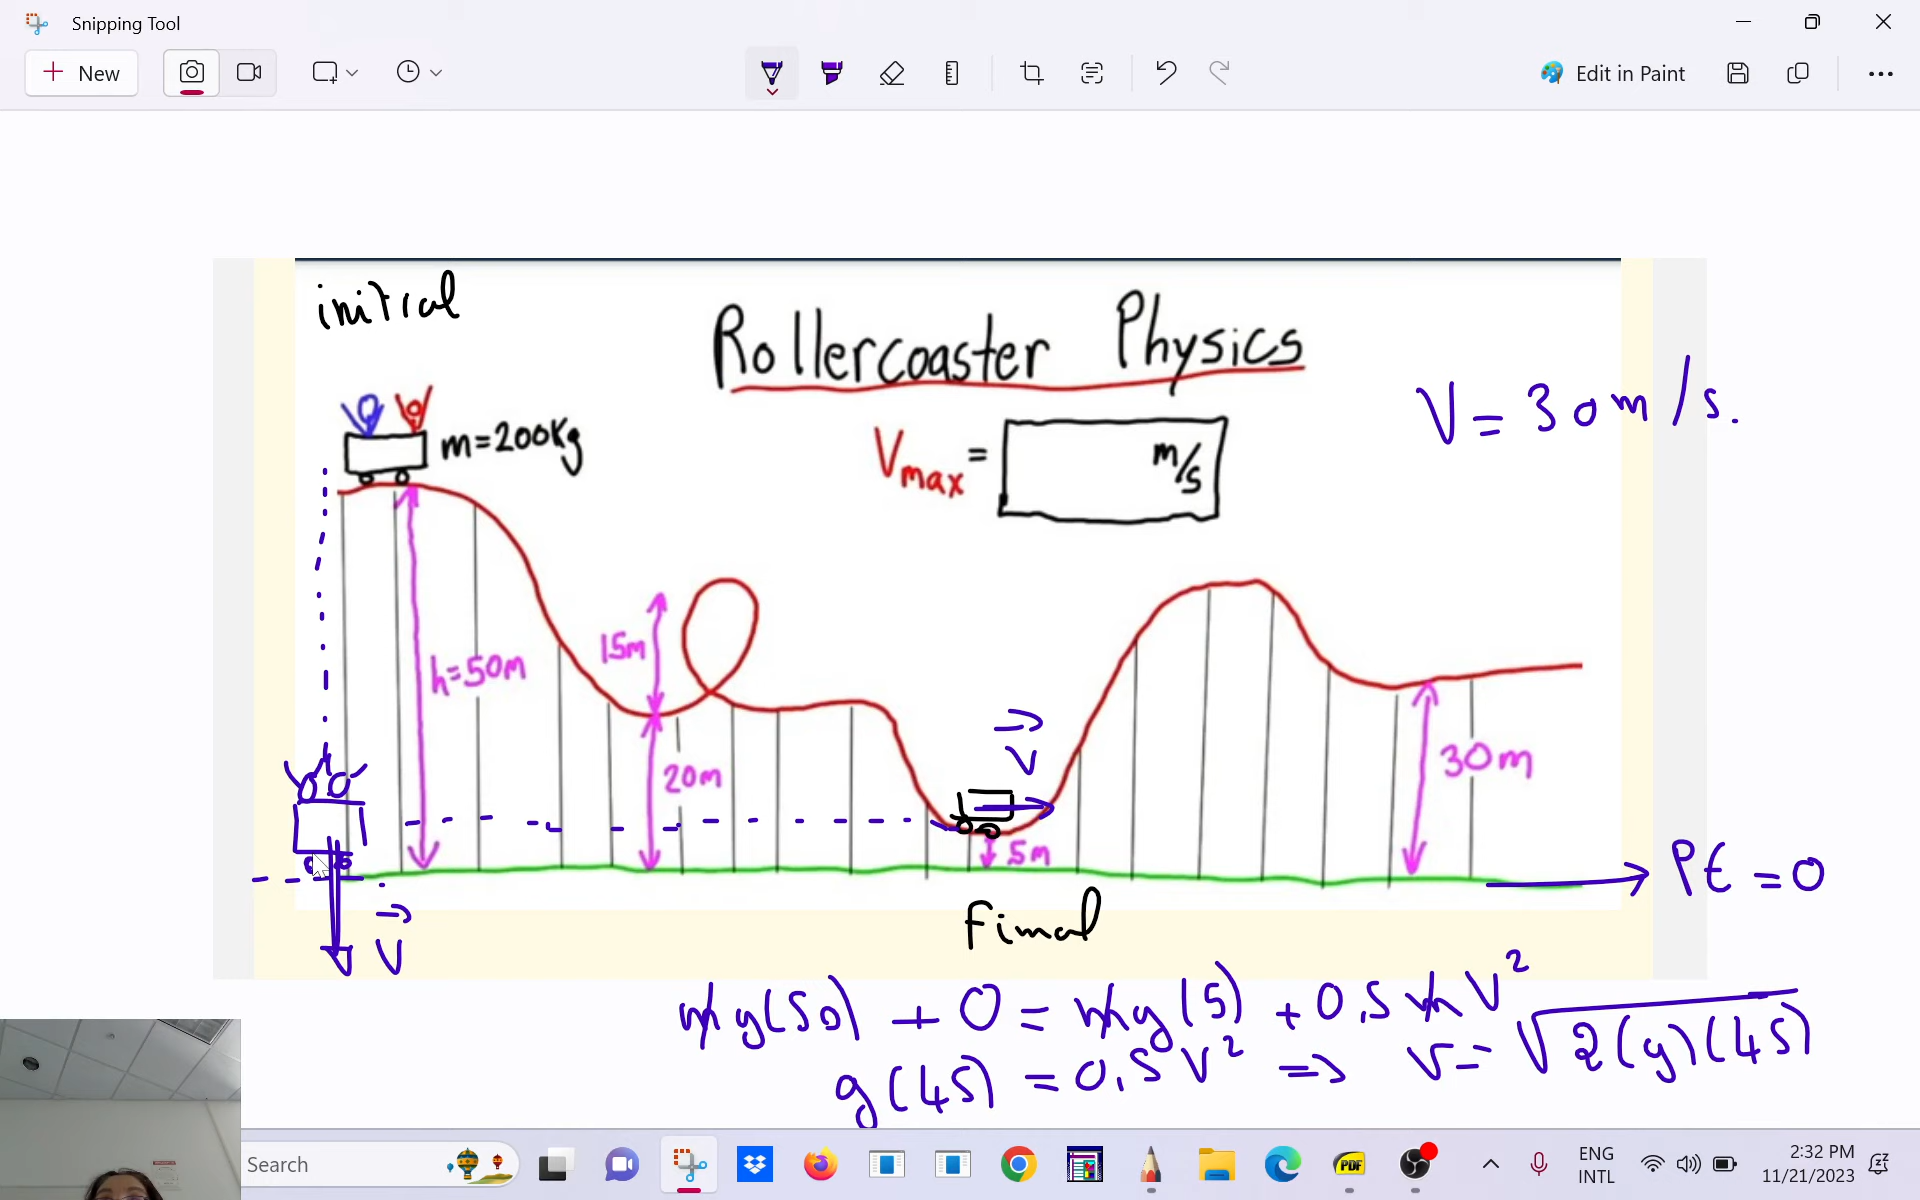 Snipping Tool
New
Edit in Paint
initial
Rollercoaster Physics
V = 30 m/s.
m=200Kg
Vmax = m/s
15m
h=50m
V
20m
30m
5m
PE = 0
Final
V
mg(50) + 0 = mg(5) + 0.5 m V²
g(45) = 0.5 V² => V = √2(g)(45)
Search
PDF
ENG
INTL
2:32 PM
11/21/2023